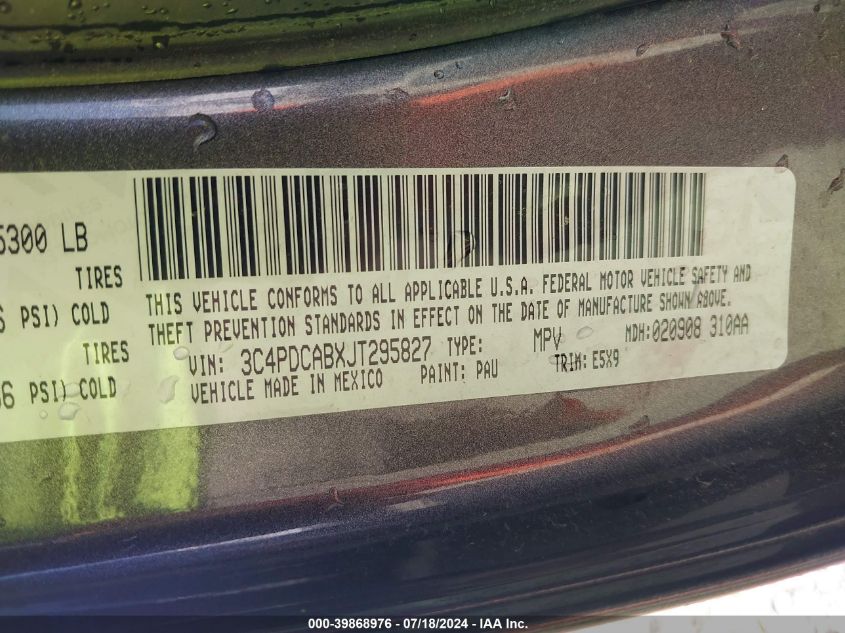 5300 LB
TIRES
PSI) COLD
TIRES
36 PSI) COLD
THIS VEHICLE CONFORMS TO ALL APPLICABLE U.S.A. FEDERAL MOTOR VEHICLE SAFETY AND
THEFT PREVENTION STANDARDS IN EFFECT ON THE DATE OF MANUFACTURE SHOWN ABOVE.
VIN: 3C4PDCABXJT295827 TYPE: MPV MDH:020908 310AA
VEHICLE MADE IN MEXICO PAINT: PAU TRIM: E5X9
000-39868976 - 07/18/2024 - IAA Inc.